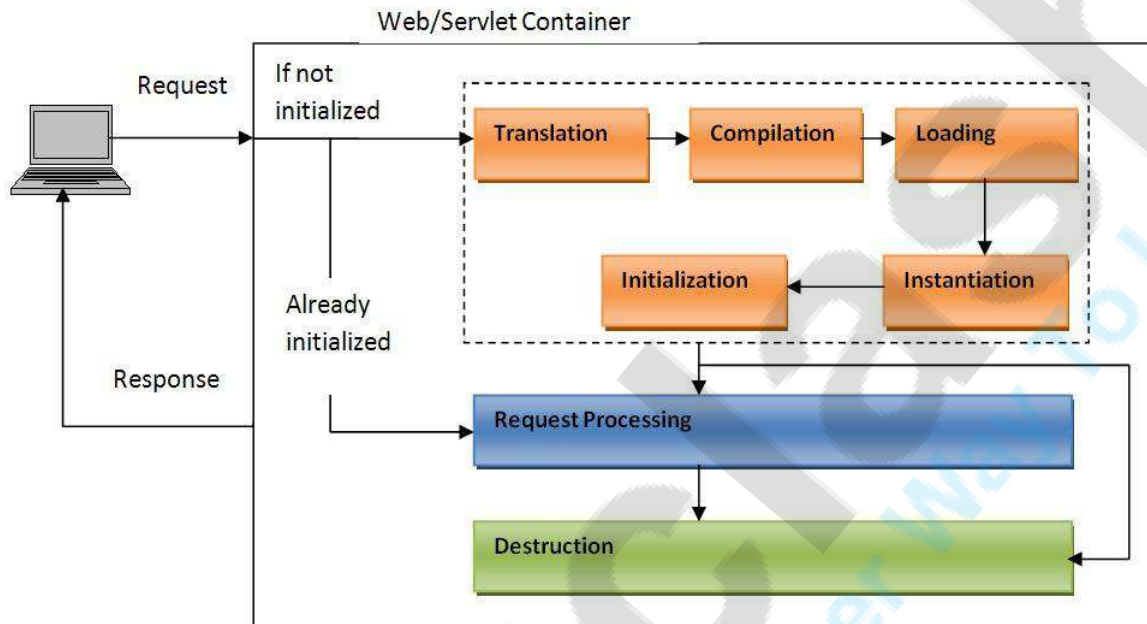 Web/Servlet Container
Request
If not
initialized
Translation
Compilation
Loading
Initialization
Instantiation
Already
initialized
Response
Request Processing
Destruction